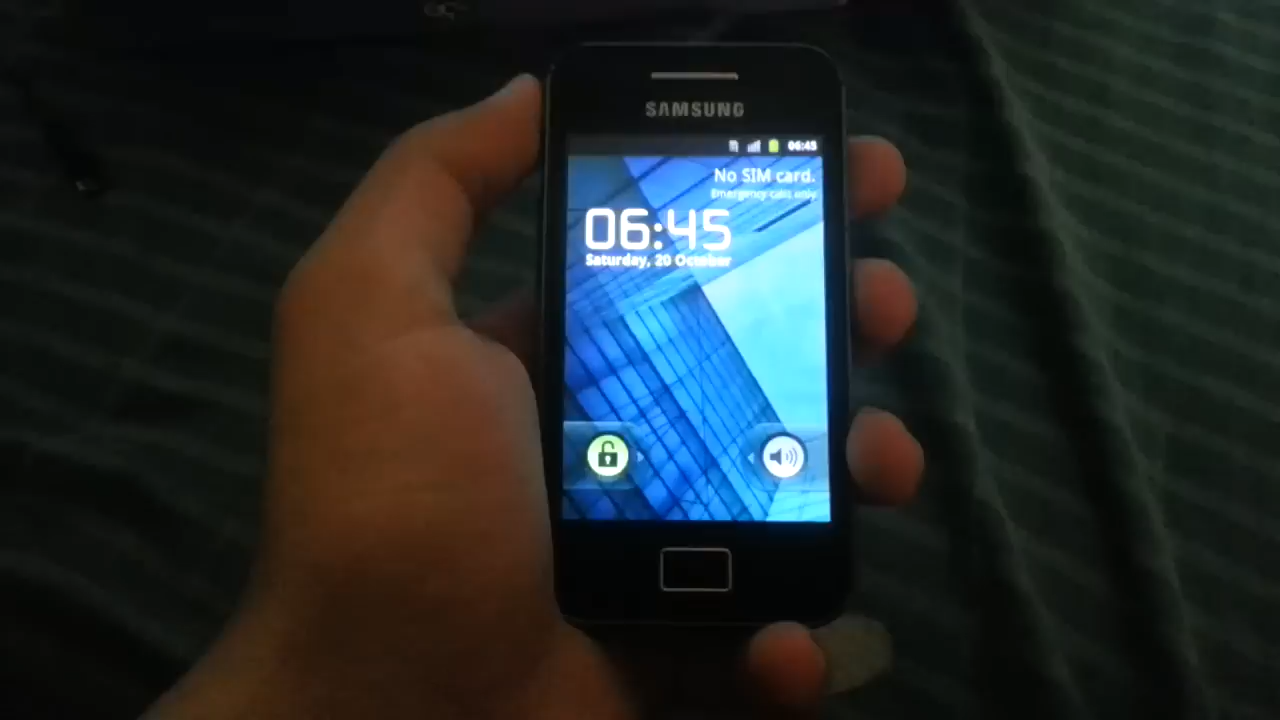 SAMSUNG
06:45
No SIM card.
Emergency calls only
06:45
Saturday, 20 October